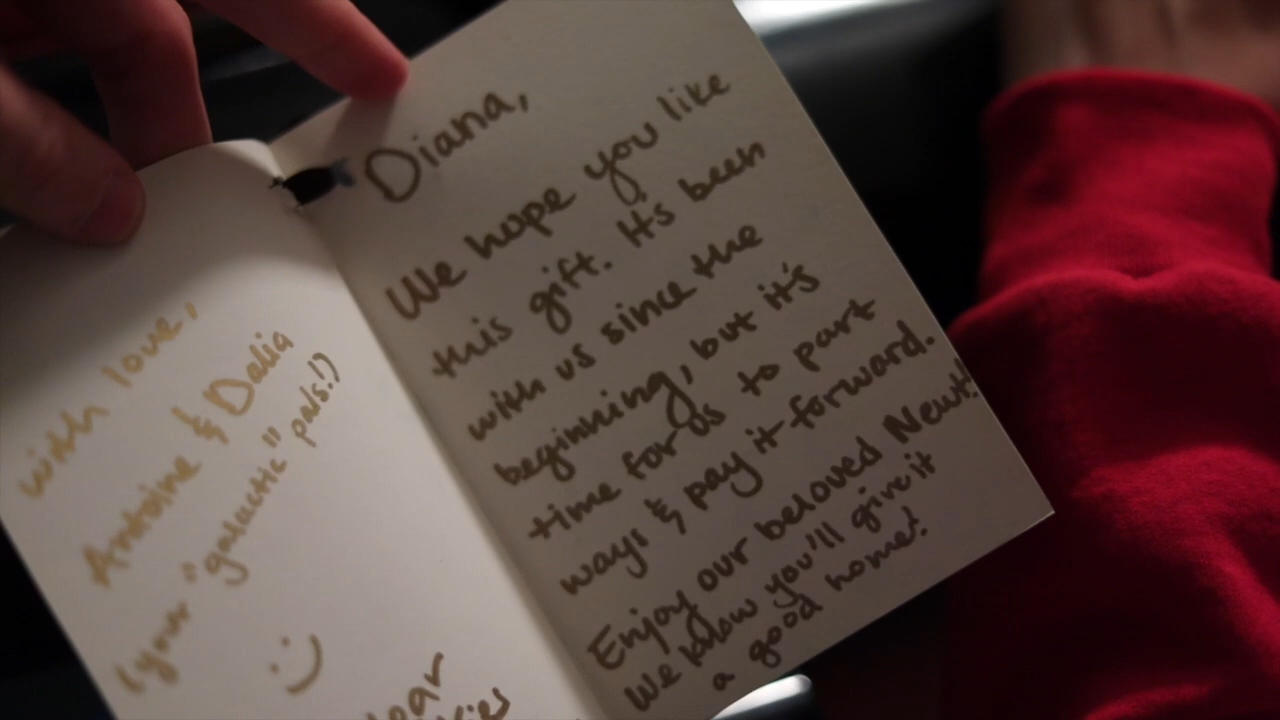 Diana,
We hope you like
this gift. It's been
with us since the
beginning, but it's
time for us to part
ways & pay it forward.
Enjoy our beloved Newt!
We know you'll give it
a good home!
with love,
Antoine & Dalia
(your "galactic" pals!)
:)